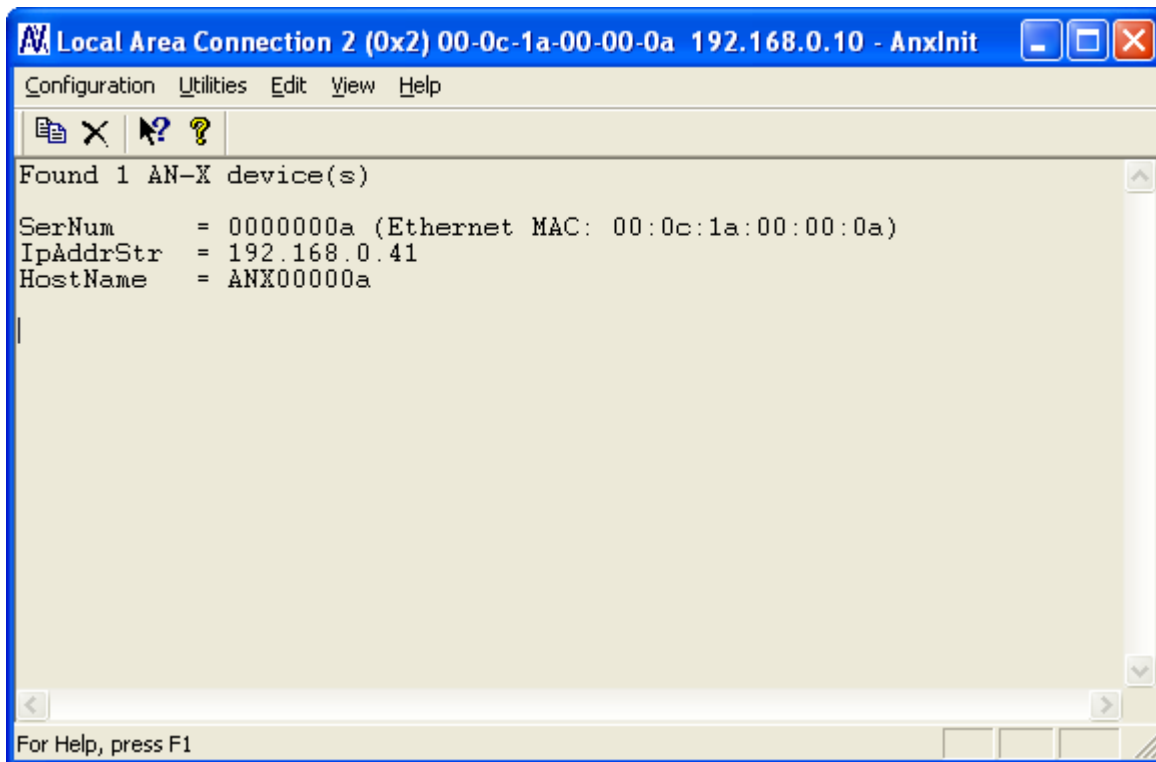 AX Local Area Connection 2 (0x2) 00-0c-1a-00-00-0a 192.168.0.10 - AnxInit
Configuration Utilities Edit View Help
Found 1 AN-X device(s)
SerNum = 0000000a (Ethernet MAC: 00:0c:1a:00:00:0a)
IpAddrStr = 192.168.0.41
HostName = ANX00000a
For Help, press F1